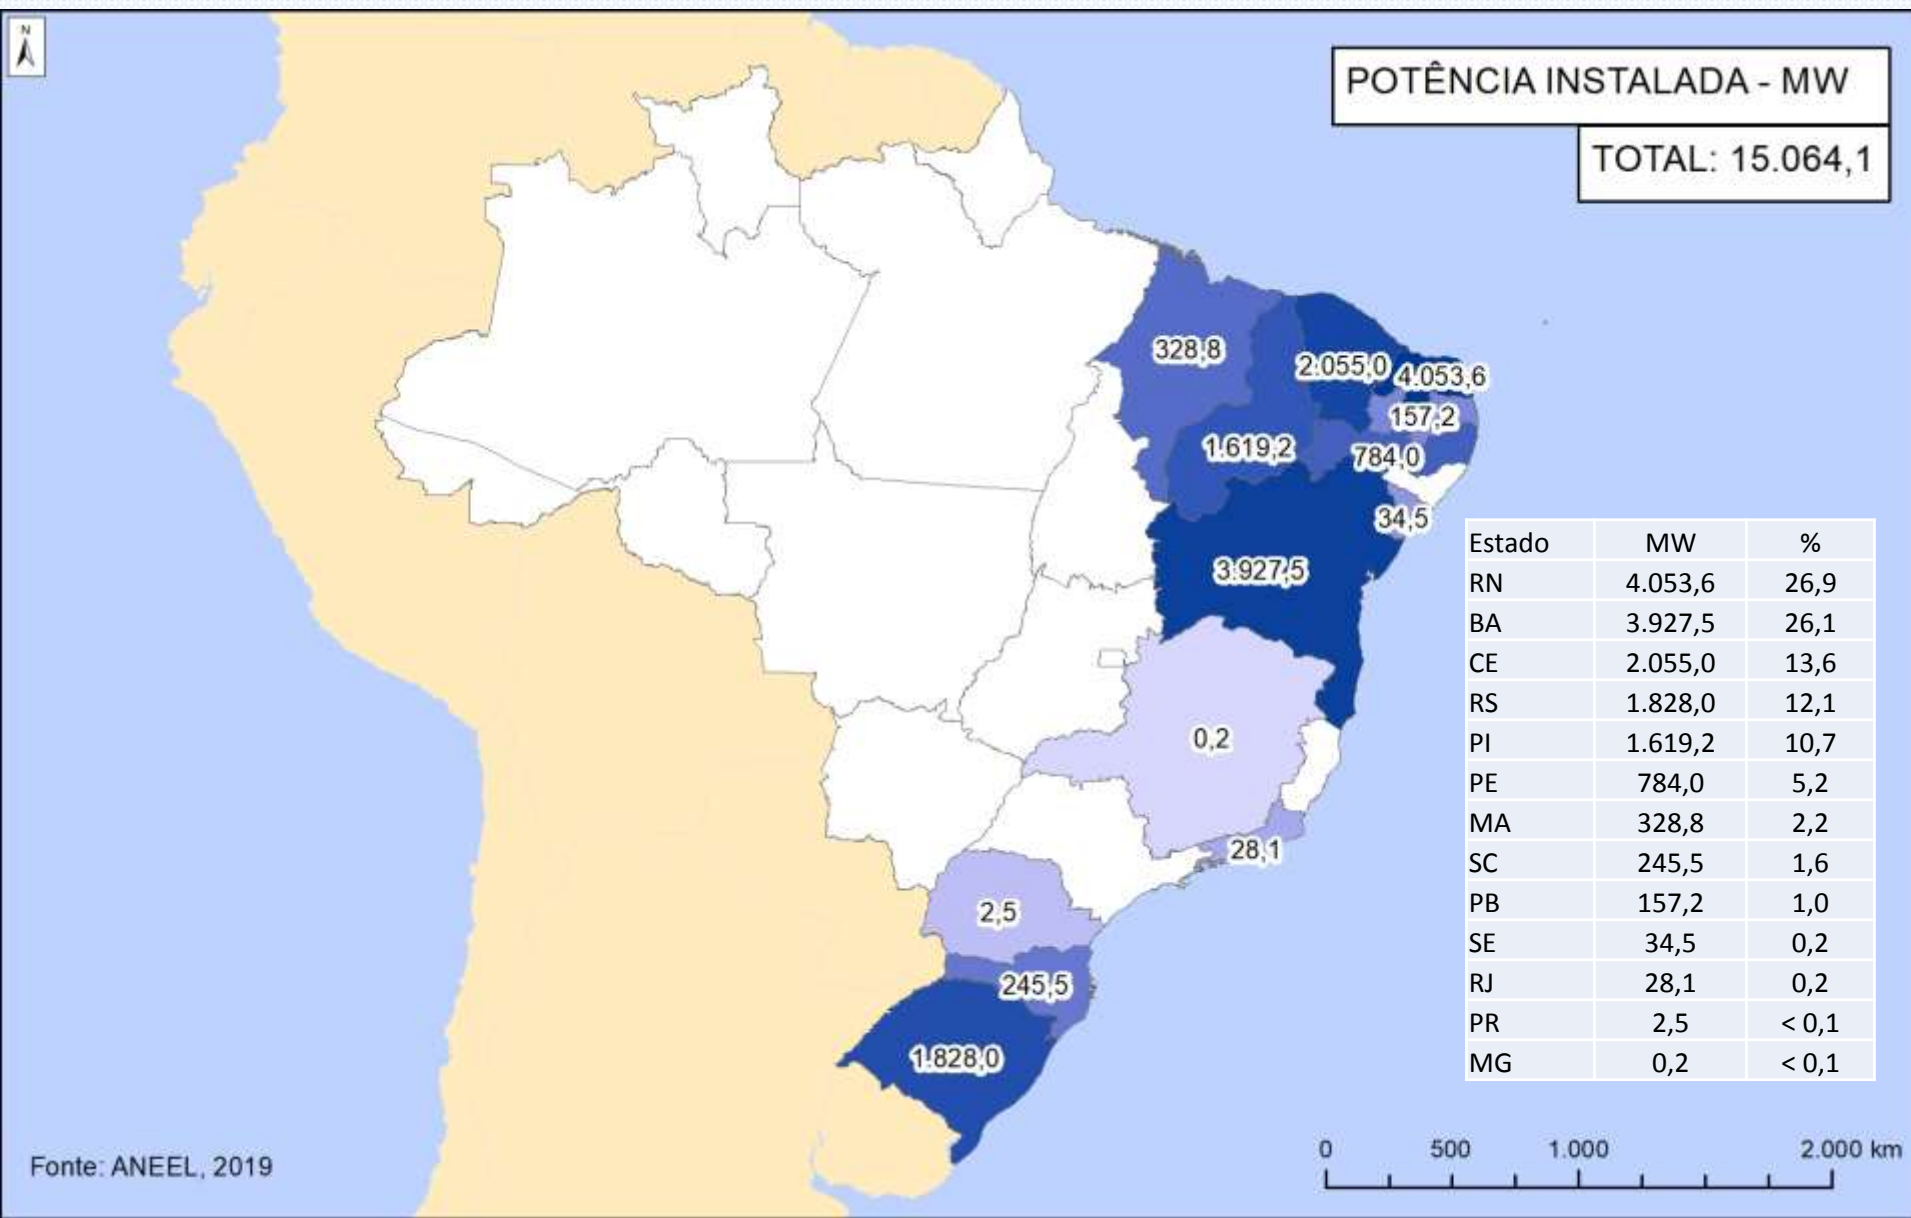 N
POTÊNCIA INSTALADA - MW
TOTAL: 15.064,1
328,8
2.055,0
4.053,6
157,2
1.619,2
784,0
34,5
3.927,5
0,2
28,1
2,5
245,5
1.828,0
Estado MW %
RN 4.053,6 26,9
BA 3.927,5 26,1
CE 2.055,0 13,6
RS 1.828,0 12,1
PI 1.619,2 10,7
PE 784,0 5,2
MA 328,8 2,2
SC 245,5 1,6
PB 157,2 1,0
SE 34,5 0,2
RJ 28,1 0,2
PR 2,5 < 0,1
MG 0,2 < 0,1
0 500 1.000 2.000 km
Fonte: ANEEL, 2019